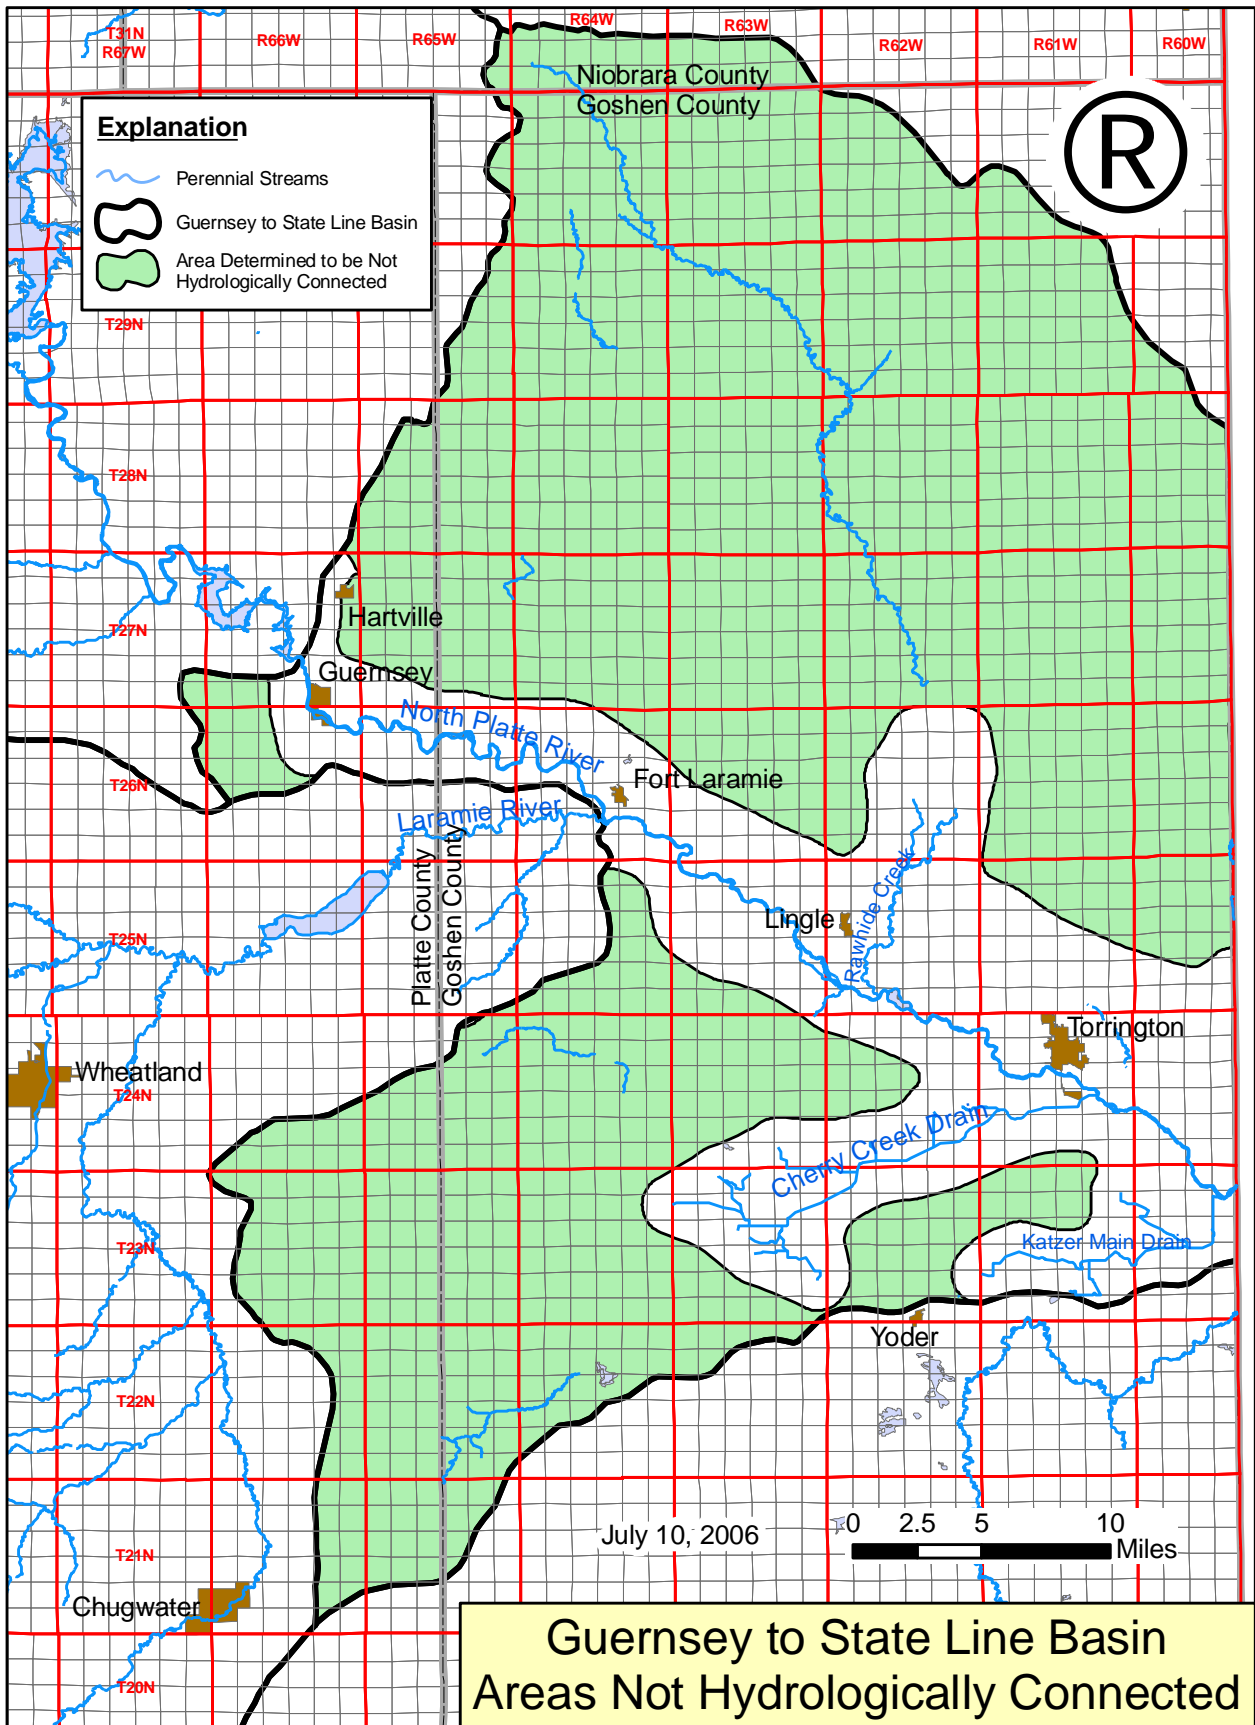 T31N
R67W
R66W
R65W
R64W
R63W
R62W
R61W
R60W
Niobrara County
Goshen County
R
Explanation
Perennial Streams
Guernsey to State Line Basin
Area Determined to be Not
Hydrologically Connected
T29N
T28N
T27N
Hartville
Guernsey
North Platte River
T26N
Fort Laramie
Laramie River
Platte County
Goshen County
Lingle
Rawhide Creek
T25N
Torrington
Wheatland
T24N
Cherry Creek Drain
T23N
Katzer Main Drain
Yoder
T22N
July 10, 2006
0 2.5 5 10
Miles
T21N
Chugwater
T20N
Guernsey to State Line Basin
Areas Not Hydrologically Connected